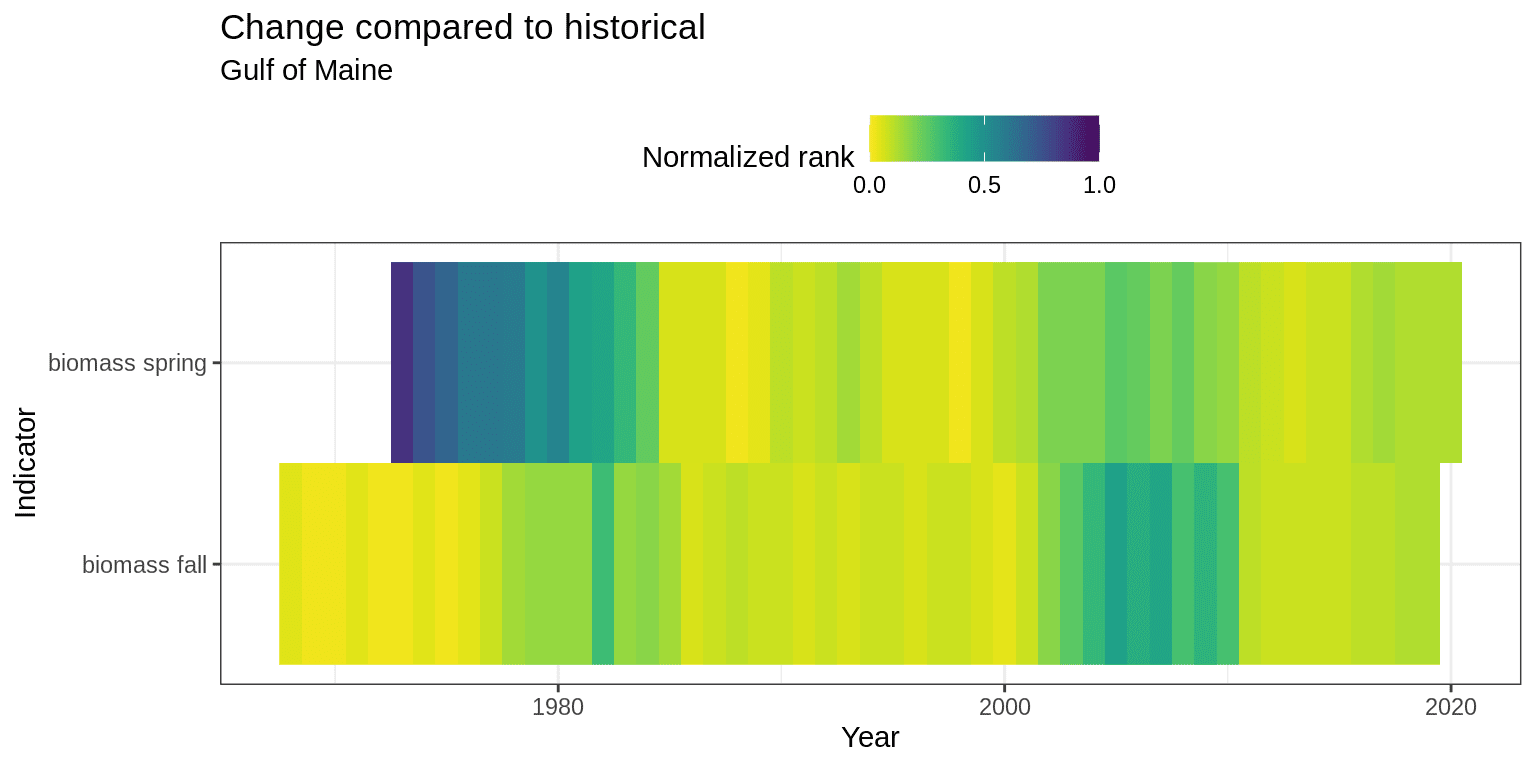 Change compared to historical
Gulf of Maine
Normalized rank
0.0 0.5 1.0
biomass spring
biomass fall
Indicator
1980 2000 2020
Year